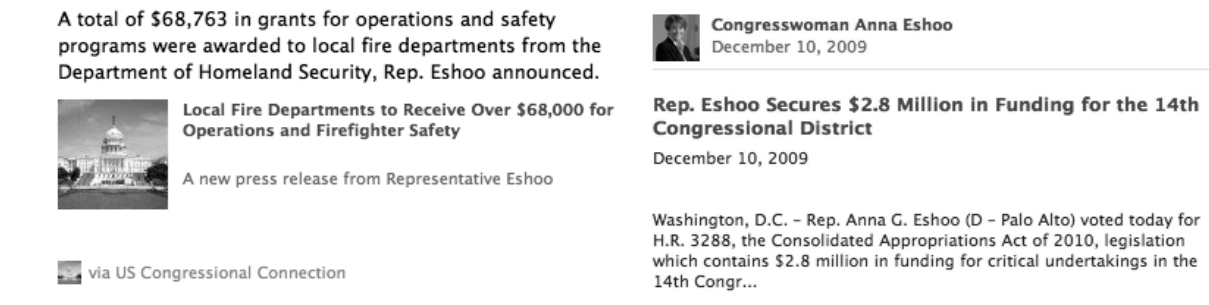 A total of $68,763 in grants for operations and safety
programs were awarded to local fire departments from the
Department of Homeland Security, Rep. Eshoo announced.
Local Fire Departments to Receive Over $68,000 for
Operations and Firefighter Safety
A new press release from Representative Eshoo
via US Congressional Connection
Congresswoman Anna Eshoo
December 10, 2009
Rep. Eshoo Secures $2.8 Million in Funding for the 14th
Congressional District
December 10, 2009
Washington, D.C. – Rep. Anna G. Eshoo (D – Palo Alto) voted today for
H.R. 3288, the Consolidated Appropriations Act of 2010, legislation
which contains $2.8 million in funding for critical undertakings in the
14th Congr...